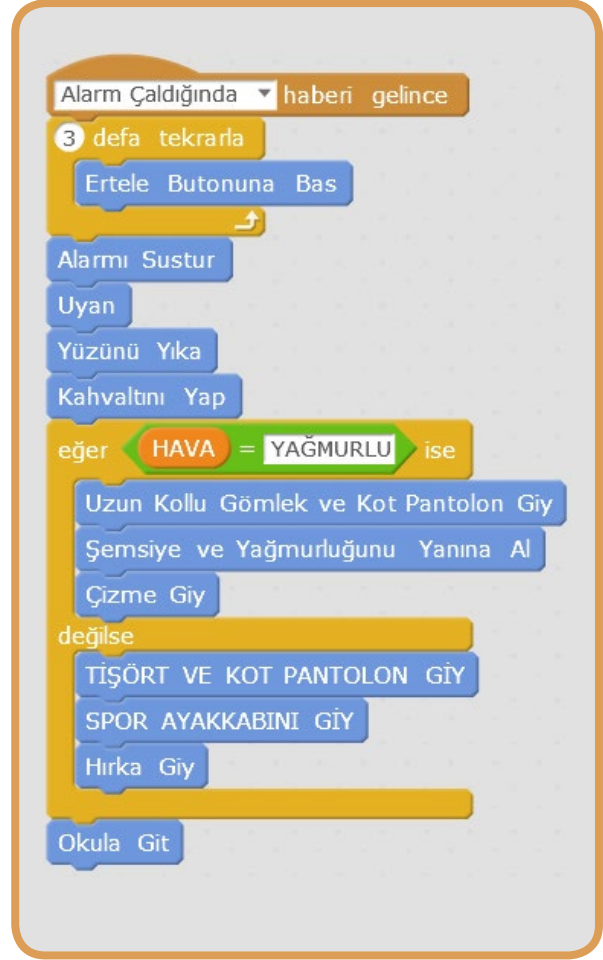 Alarm Çaldığında haberi gelince
3 defa tekrarla
Ertele Butonuna Bas
Alarmı Sustur
Uyan
Yüzünü Yıka
Kahvaltını Yap
eğer HAVA = YAĞMURLU ise
Uzun Kollu Gömlek ve Kot Pantolon Giy
Şemsiye ve Yağmurluğunu Yanına Al
Çizme Giy
değilse
TİŞÖRT VE KOT PANTOLON GİY
SPOR AYAKKABINI GİY
Hırka Giy
Okula Git